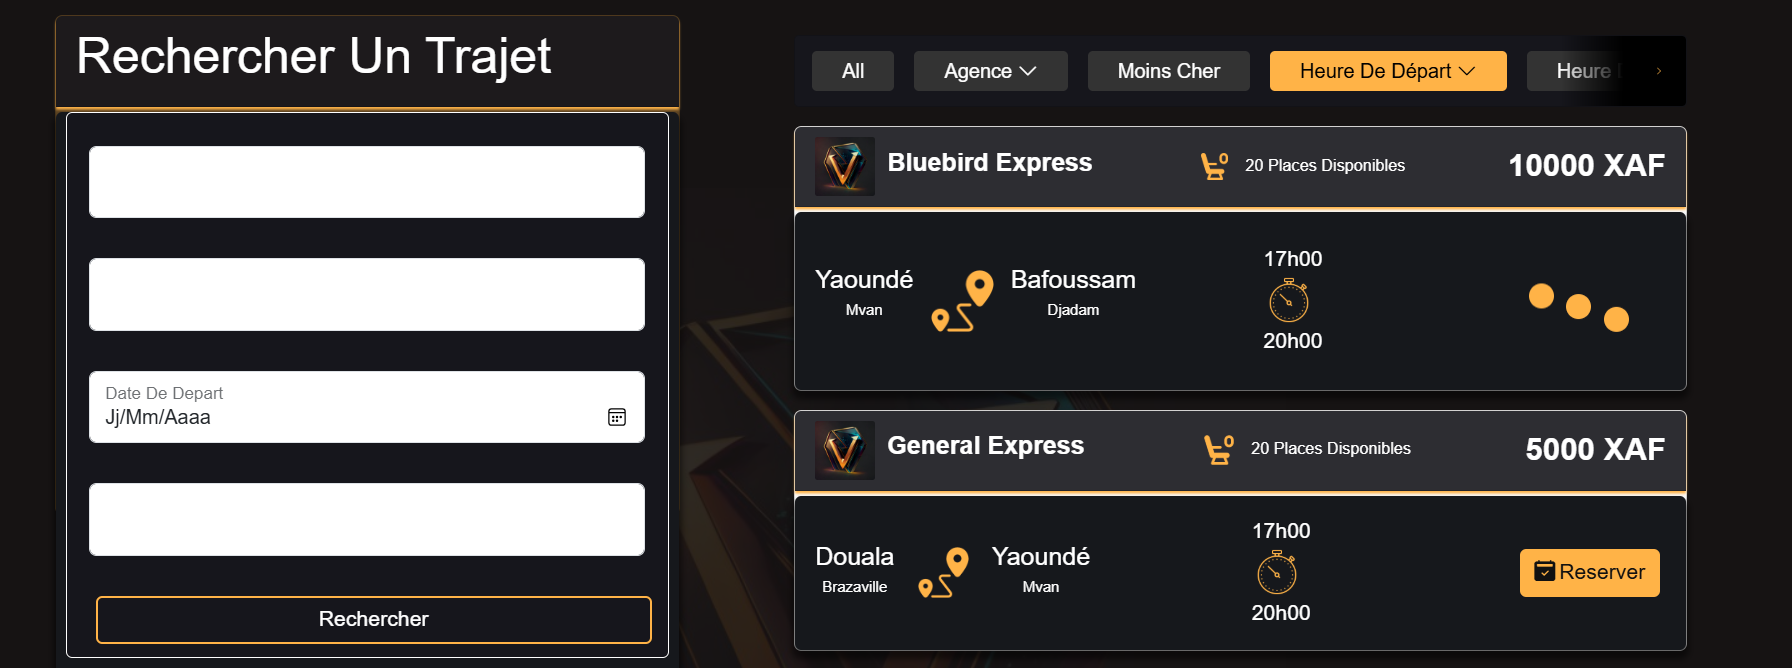 Rechercher Un Trajet
Date De Depart
Jj/Mm/Aaaa
Rechercher
All
Agence
Moins Cher
Heure De Départ
Heure
Bluebird Express
20 Places Disponibles
10000 XAF
Yaoundé
Mvan
Bafoussam
Djadam
17h00
20h00
General Express
20 Places Disponibles
5000 XAF
Douala
Brazaville
Yaoundé
Mvan
17h00
20h00
Reserver